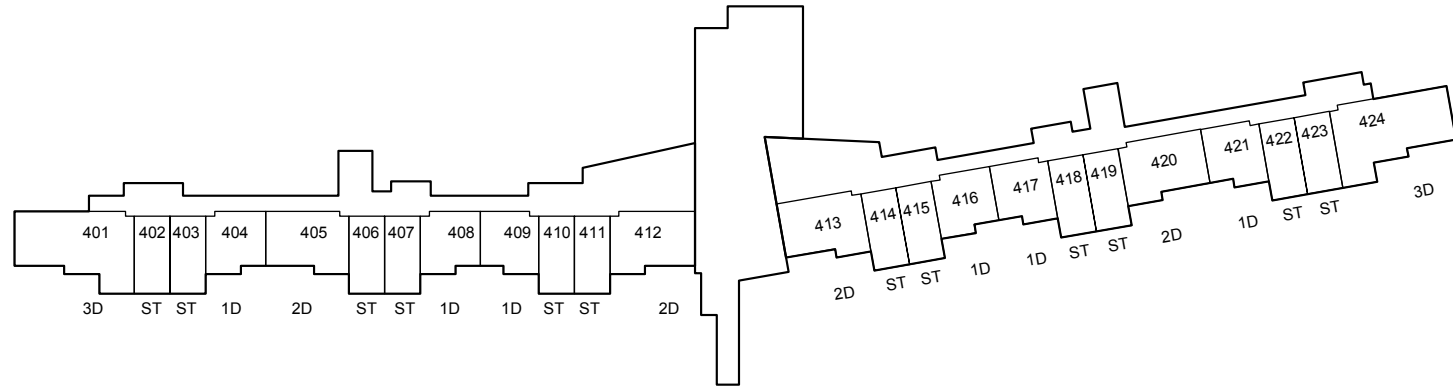 401 402 403 404 405 406 407 408 409 410 411 412
3D ST ST 1D 2D ST ST 1D 1D ST ST 2D
413 414 415 416 417 418 419 420 421 422 423 424
2D ST ST 1D 1D ST ST 2D 1D ST ST 3D